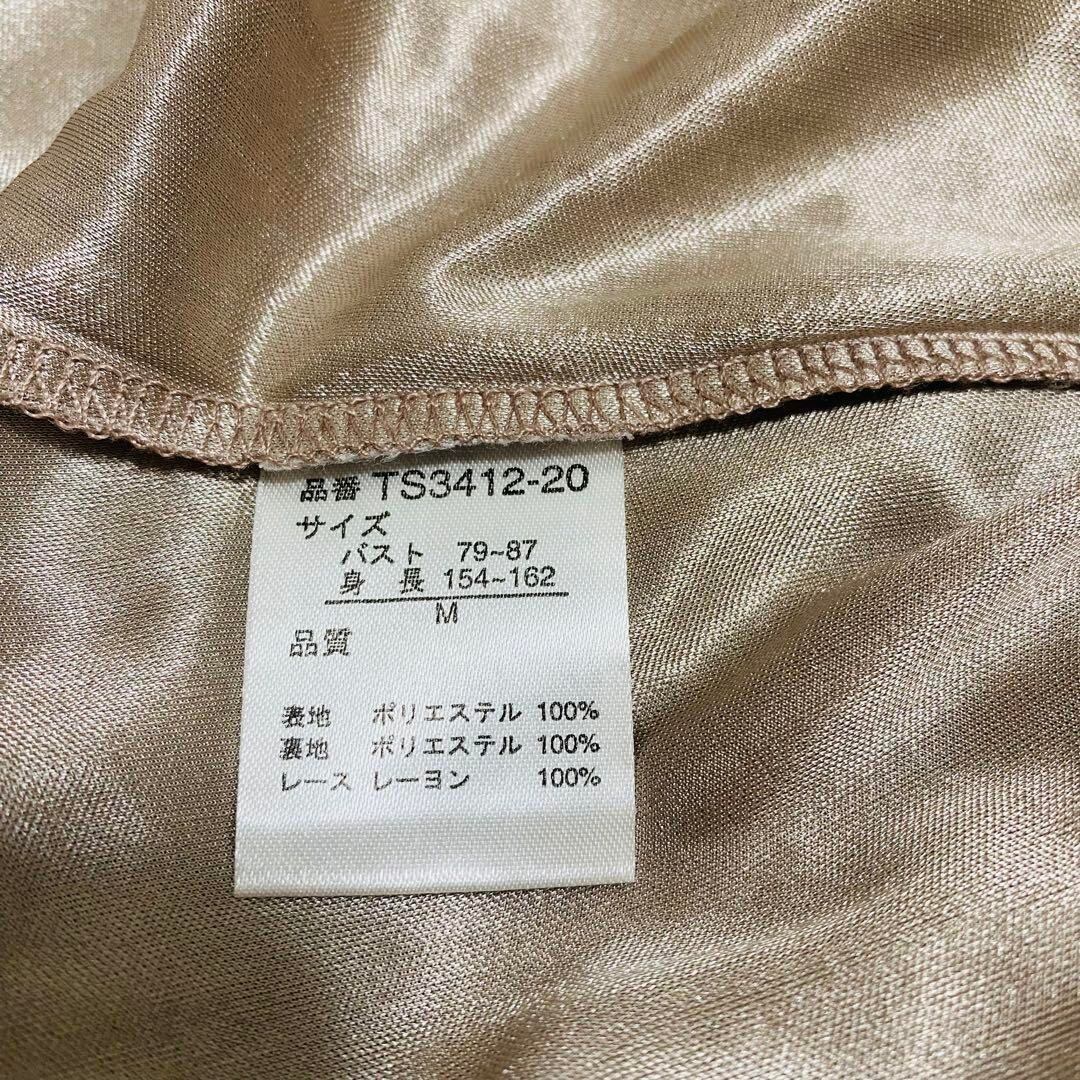 品番 TS3412-20
サイズ
バスト 79~87
身 長 154~162
M
品質
表地 ポリエステル 100%
裏地 ポリエステル 100%
レース レーヨン 100%